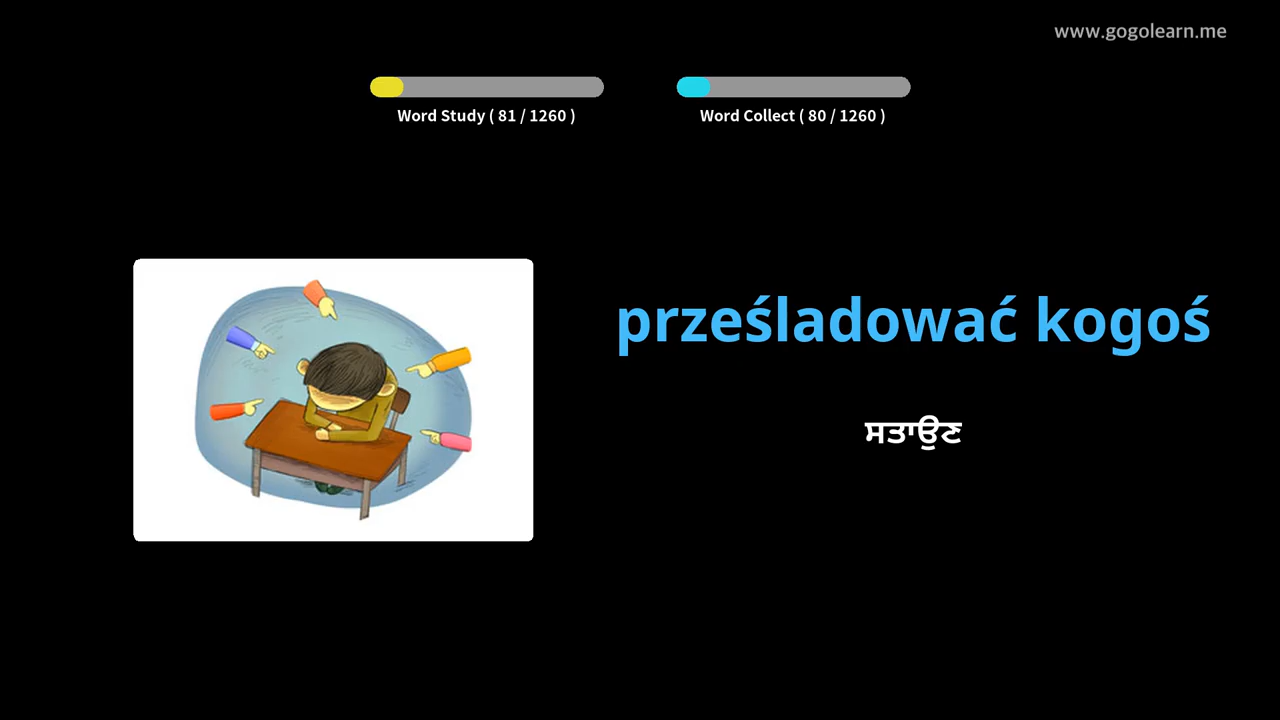 www.gogolearn.me
Word Study ( 81 / 1260 )
Word Collect ( 80 / 1260 )
prześladować kogoś
ਸਤਾਉਣ